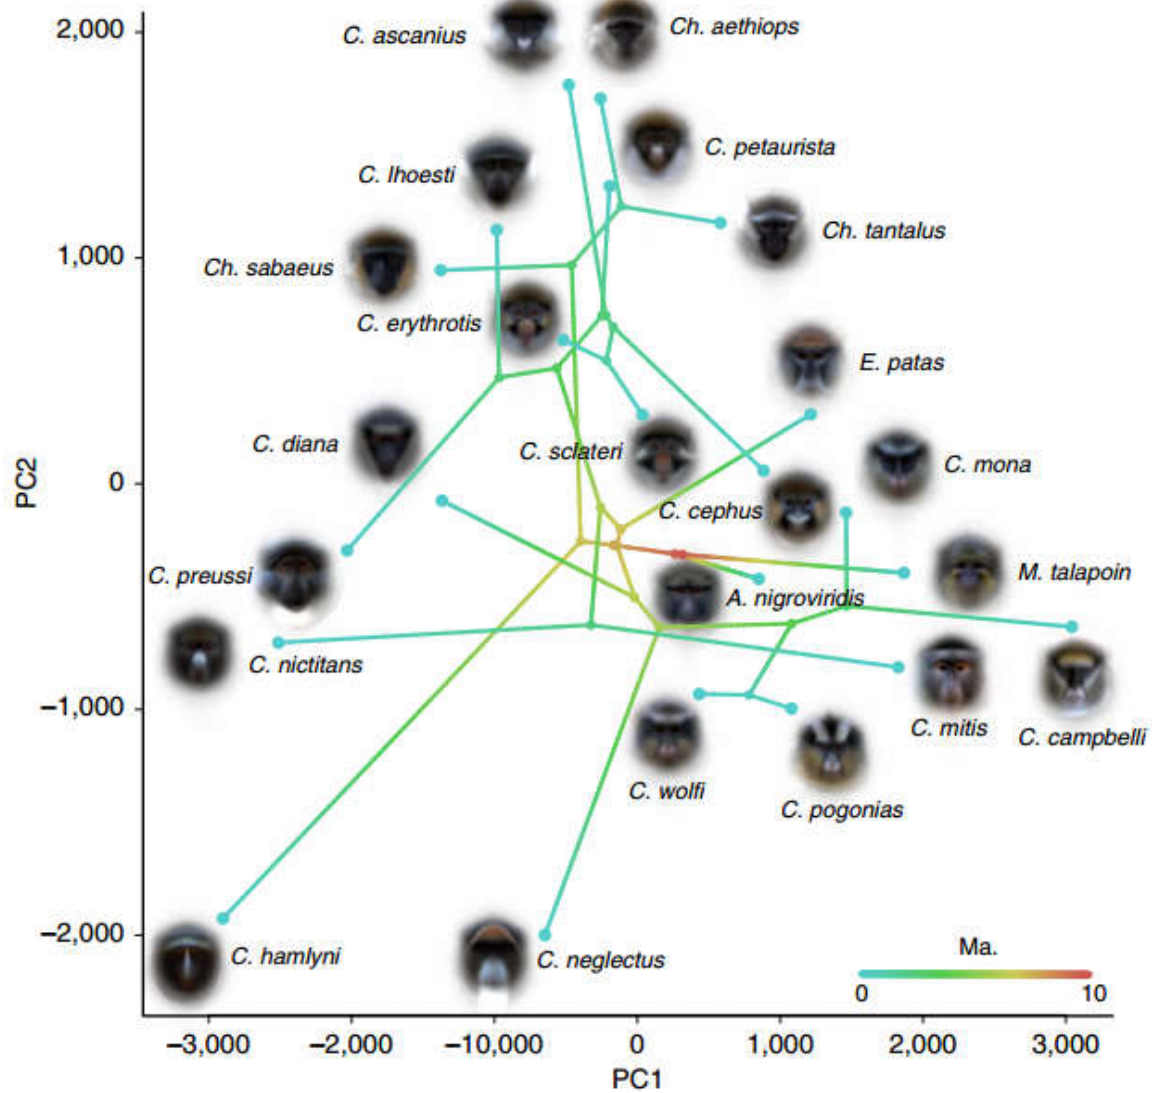 2,000
C. ascanius
Ch. aethiops
C. petaurista
C. lhoesti
Ch. tantalus
1,000
Ch. sabaeus
C. erythrotis
E. patas
C. diana
C. sclateri
C. mona
PC2
0
C. cephus
C. preussi
M. talapoin
A. nigroviridis
C. nictitans
−1,000
C. mitis
C. campbelli
C. wolfi
C. pogonias
−2,000
C. hamlyni
C. neglectus
Ma.
0
10
−3,000
−2,000
−10,000
0
1,000
2,000
3,000
PC1